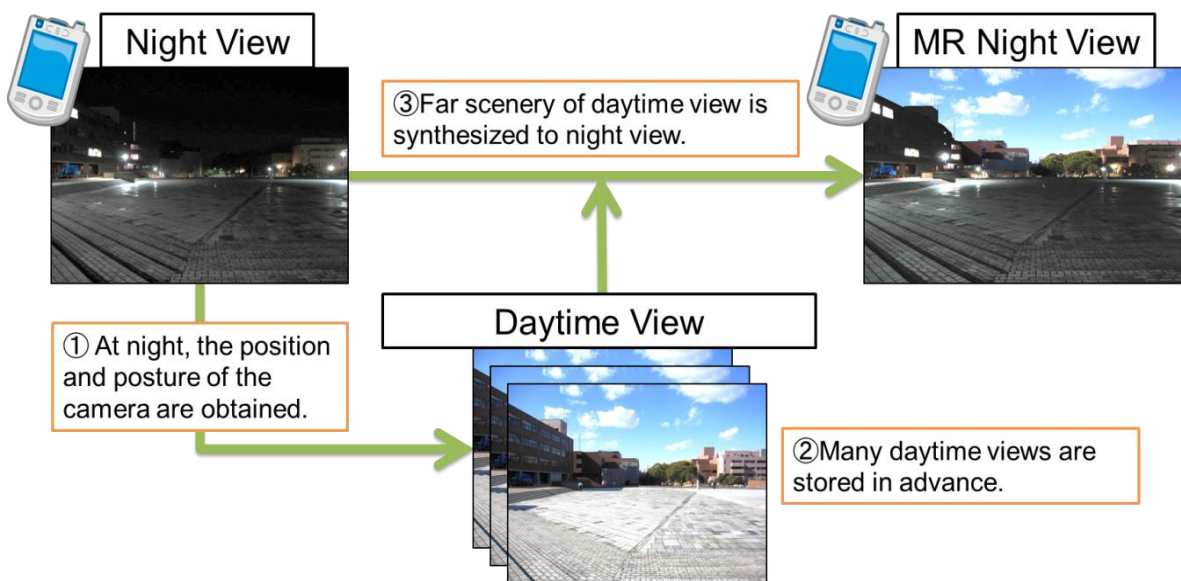 Night View
MR Night View
③Far scenery of daytime view is
synthesized to night view.
① At night, the position
and posture of the
camera are obtained.
Daytime View
②Many daytime views are
stored in advance.